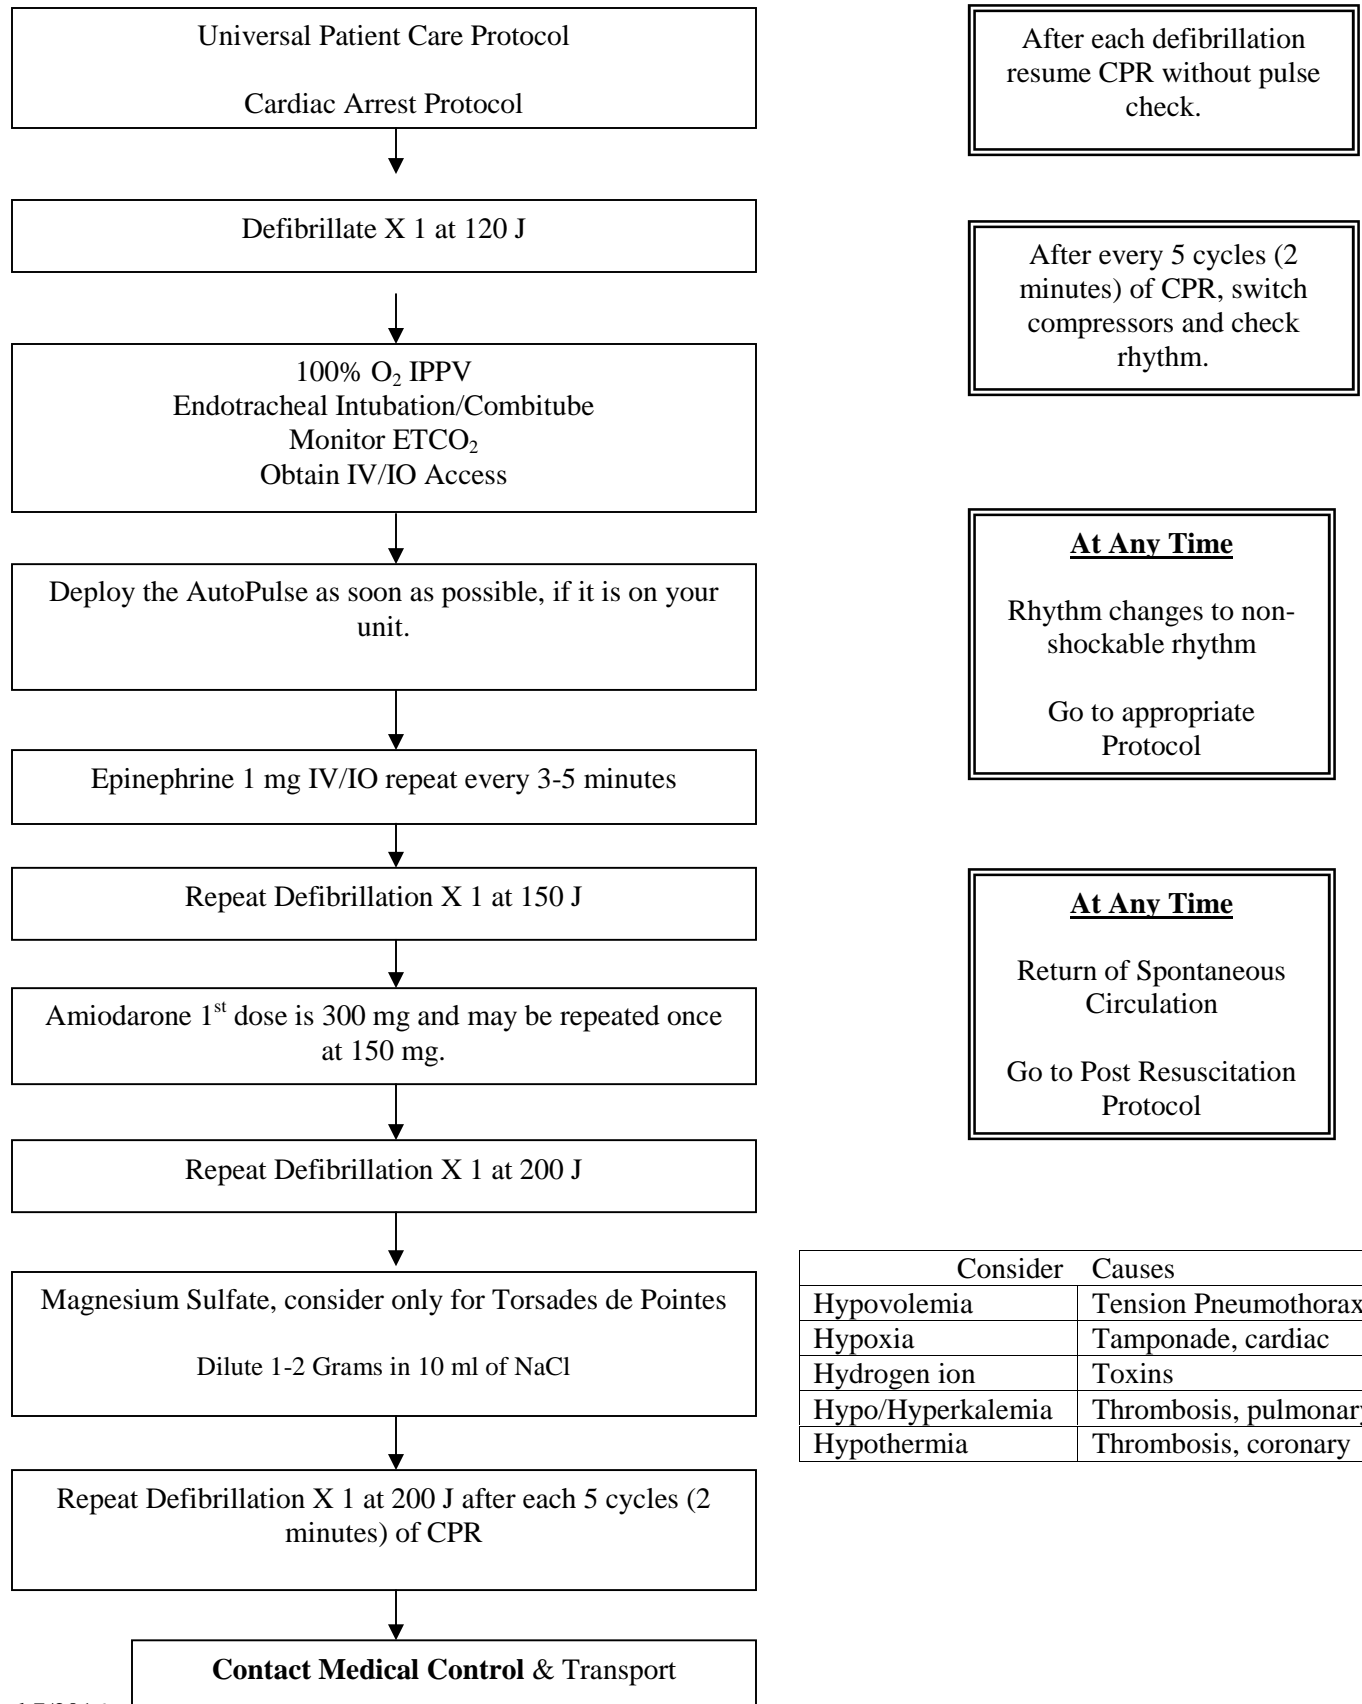 Universal Patient Care Protocol
Cardiac Arrest Protocol
Defibrillate X 1 at 120 J
100% O₂ IPPV
Endotracheal Intubation/Combitube
Monitor ETCO₂
Obtain IV/IO Access
Deploy the AutoPulse as soon as possible, if it is on your
unit.
Epinephrine 1 mg IV/IO repeat every 3-5 minutes
Repeat Defibrillation X 1 at 150 J
Amiodarone 1st dose is 300 mg and may be repeated once
at 150 mg.
Repeat Defibrillation X 1 at 200 J
Magnesium Sulfate, consider only for Torsades de Pointes
Dilute 1-2 Grams in 10 ml of NaCl
Repeat Defibrillation X 1 at 200 J after each 5 cycles (2
minutes) of CPR
Contact Medical Control & Transport
After each defibrillation
resume CPR without pulse
check.
After every 5 cycles (2
minutes) of CPR, switch
compressors and check
rhythm.
At Any Time
Rhythm changes to non-
shockable rhythm
Go to appropriate
Protocol
At Any Time
Return of Spontaneous
Circulation
Go to Post Resuscitation
Protocol
Consider Causes
Hypovolemia Tension Pneumothorax
Hypoxia Tamponade, cardiac
Hydrogen ion Toxins
Hypo/Hyperkalemia Thrombosis, pulmonary
Hypothermia Thrombosis, coronary